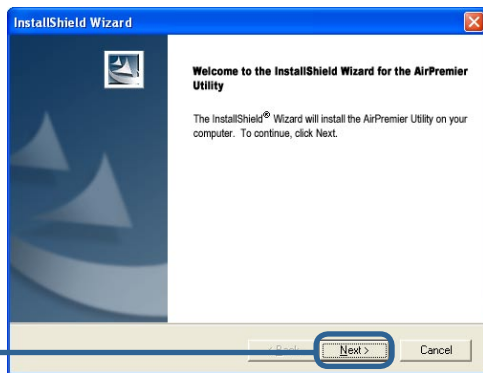 InstallShield Wizard
Welcome to the InstallShield Wizard for the AirPremier
Utility
The InstallShield® Wizard will install the AirPremier Utility on your
computer. To continue, click Next.
< Back Next > Cancel